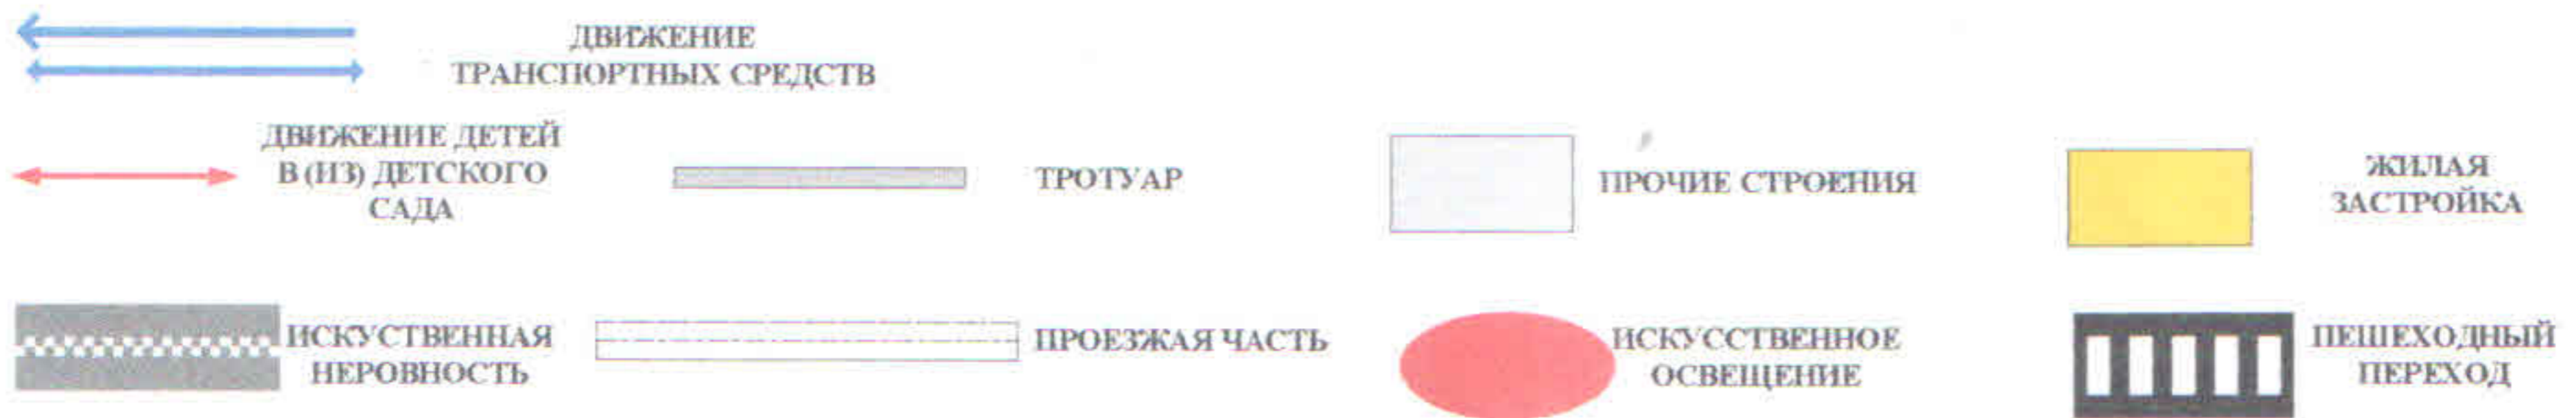 ДВИЖЕНИЕ
ТРАНСПОРТНЫХ СРЕДСТВ
ДВИЖЕНИЕ ДЕТЕЙ
В (ИЗ) ДЕТСКОГО
САДА
ТРОТУАР
ПРОЧИЕ СТРОЕНИЯ
ЖИЛАЯ
ЗАСТРОЙКА
ИСКУСТВЕННАЯ
НЕРОВНОСТЬ
ПРОЕЗЖАЯ ЧАСТЬ
ИСКУССТВЕННОЕ
ОСВЕЩЕНИЕ
ПЕШЕХОДНЫЙ
ПЕРЕХОД